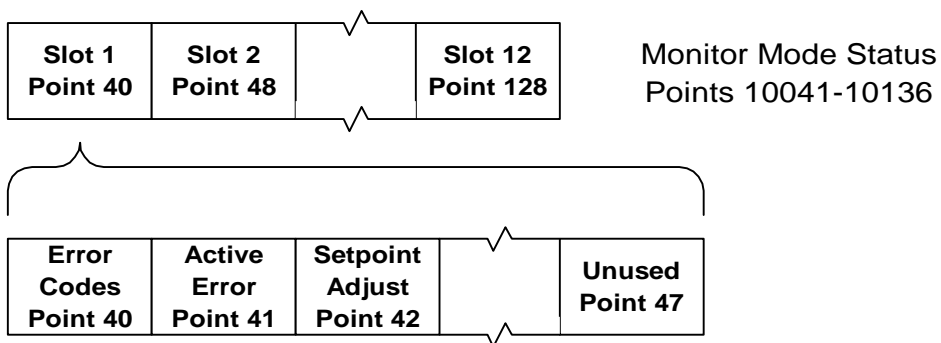 Slot 1
Point 40
Slot 2
Point 48
Slot 12
Point 128
Monitor Mode Status
Points 10041-10136
Error
Codes
Point 40
Active
Error
Point 41
Setpoint
Adjust
Point 42
Unused
Point 47